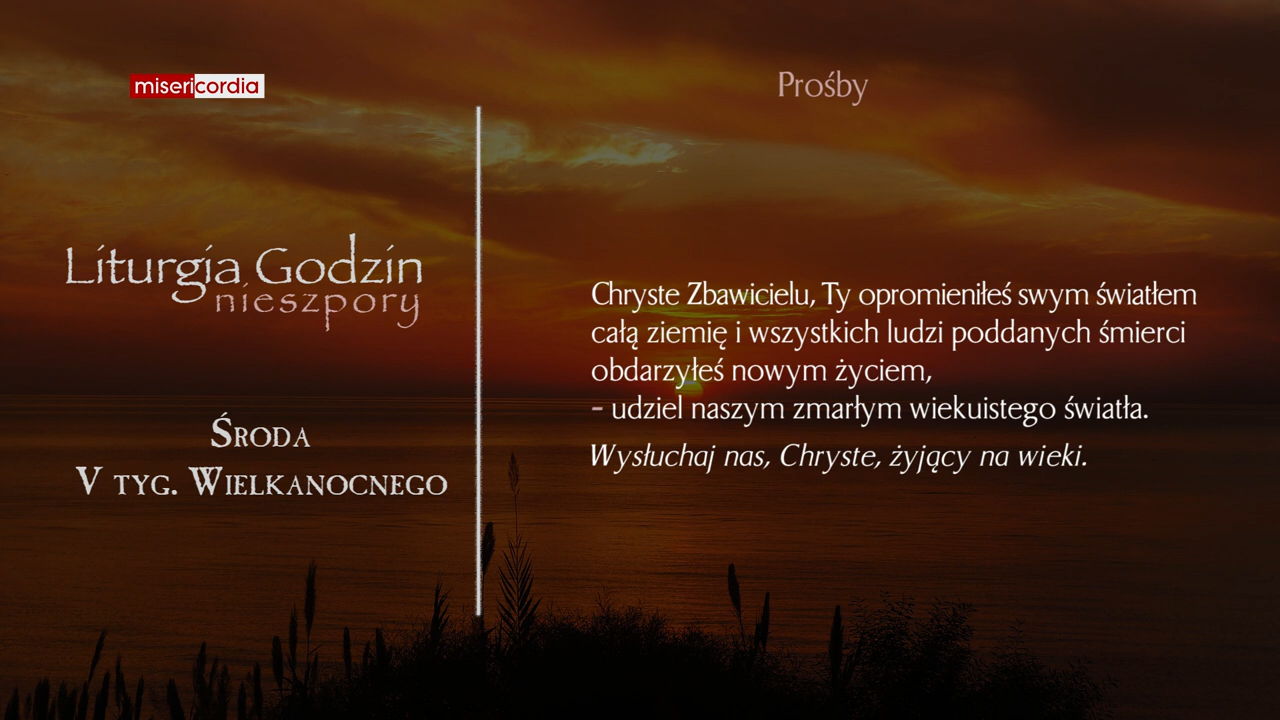 misericordia
Prośby
Liturgia Godzin
nieszpory
Środa
V tyg. Wielkanocnego
Chryste Zbawicielu, Ty opromieniłeś swym światłem
całą ziemię i wszystkich ludzi poddanych śmierci
obdarzyłeś nowym życiem,
- udziel naszym zmarłym wiekuistego światła.
Wysłuchaj nas, Chryste, żyjący na wieki.